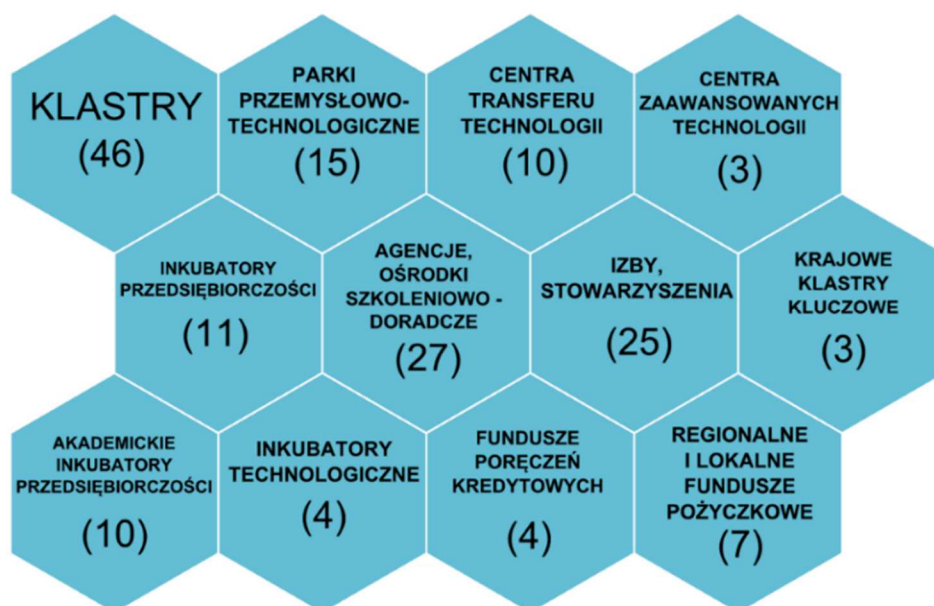 KLASTRY
(46)
PARKI
PRZEMYSŁOWO-
TECHNOLOGICZNE
(15)
CENTRA
TRANSFERU
TECHNOLOGII
(10)
CENTRA
ZAAWANSOWANYCH
TECHNOLOGII
(3)
INKUBATORY
PRZEDSIĘBIORCZOŚCI
(11)
AGENCJE,
OŚRODKI
SZKOLENIOWO -
DORADCZE
(27)
IZBY,
STOWARZYSZENIA
(25)
KRAJOWE
KLASTRY
KLUCZOWE
(3)
AKADEMICKIE
INKUBATORY
PRZEDSIĘBIORCZOŚCI
(10)
INKUBATORY
TECHNOLOGICZNE
(4)
FUNDUSZE
PORĘCZEŃ
KREDYTOWYCH
(4)
REGIONALNE
I LOKALNE
FUNDUSZE
POŻYCZKOWE
(7)